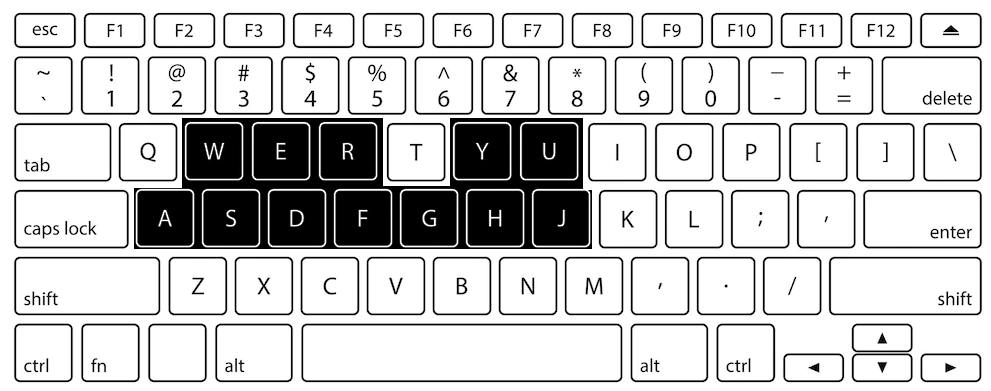 esc F1 F2 F3 F4 F5 F6 F7 F8 F9 F10 F11 F12 ⏏
~ ! @ # $ % ^ & * ( ) — +
` 1 2 3 4 5 6 7 8 9 0 - = delete
tab Q W E R T Y U I O P [ ] \
caps lock A S D F G H J K L ; ′ enter
shift Z X C V B N M ′ · / shift
ctrl fn alt alt ctrl ◄ ▲ ▼ ►